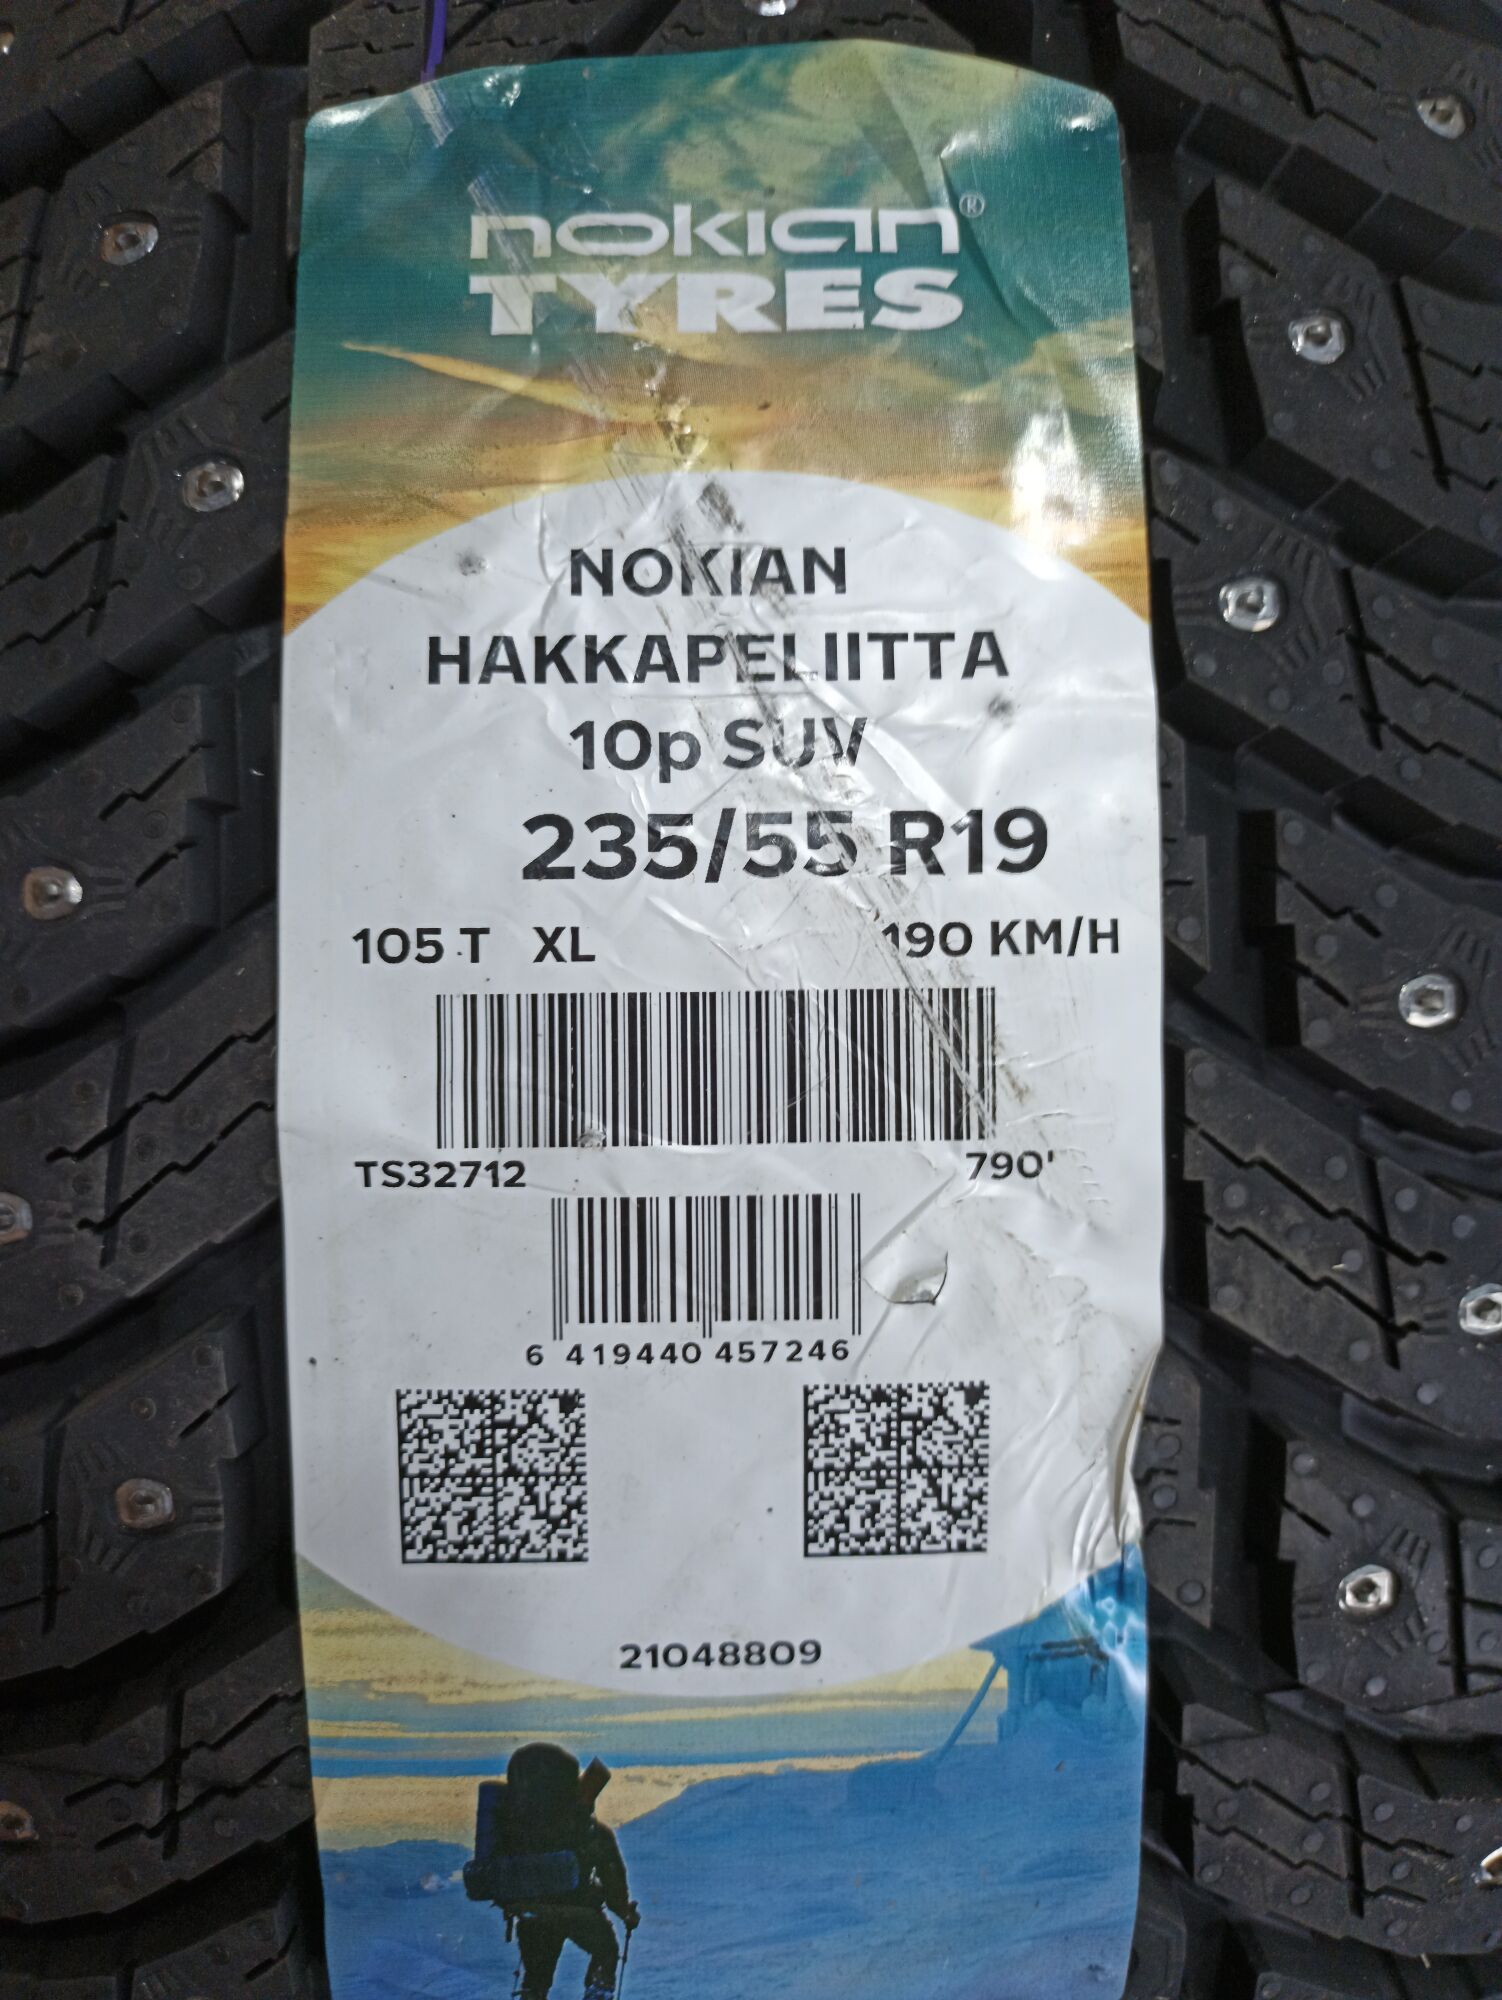 nokian®
TYRES
NOKIAN
HAKKAPELIITTA
10p SUV
235/55 R19
105 T XL 190 KM/H
TS32712
6 419440 457246
21048809